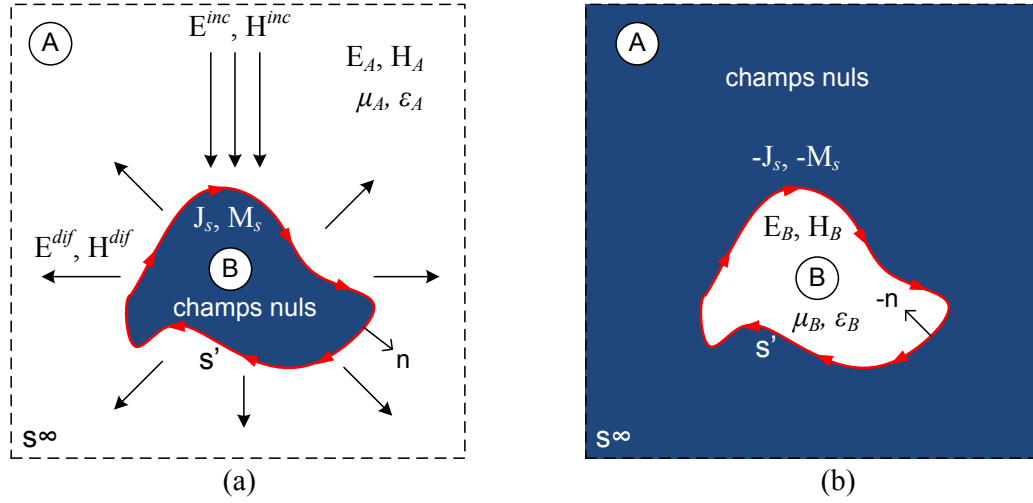 A
E^inc, H^inc
E_A, H_A
μ_A, ε_A
J_s, M_s
E^dif, H^dif
B
champs nuls
n
s'
s∞
(a)
A
champs nuls
-J_s, -M_s
E_B, H_B
B
-n
μ_B, ε_B
s'
s∞
(b)